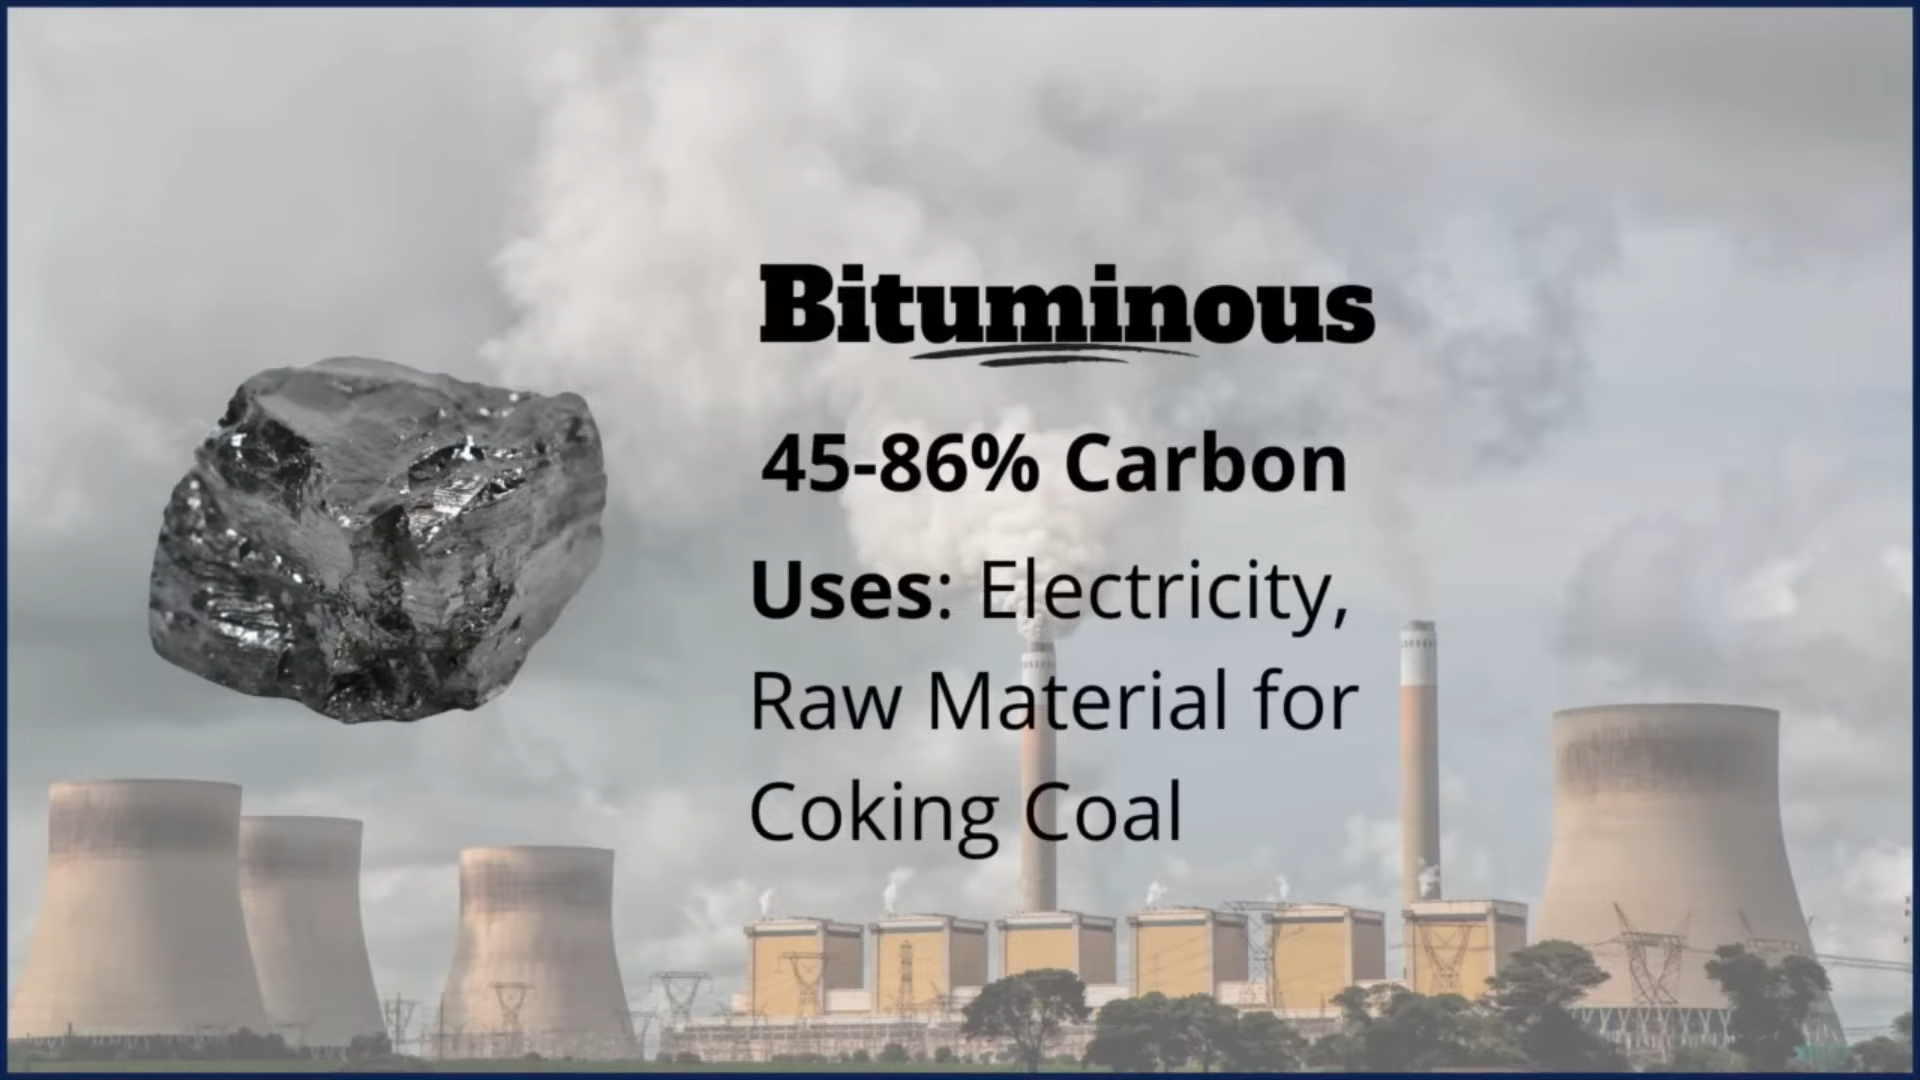 Bituminous
45-86% Carbon
Uses: Electricity,
Raw Material for
Coking Coal